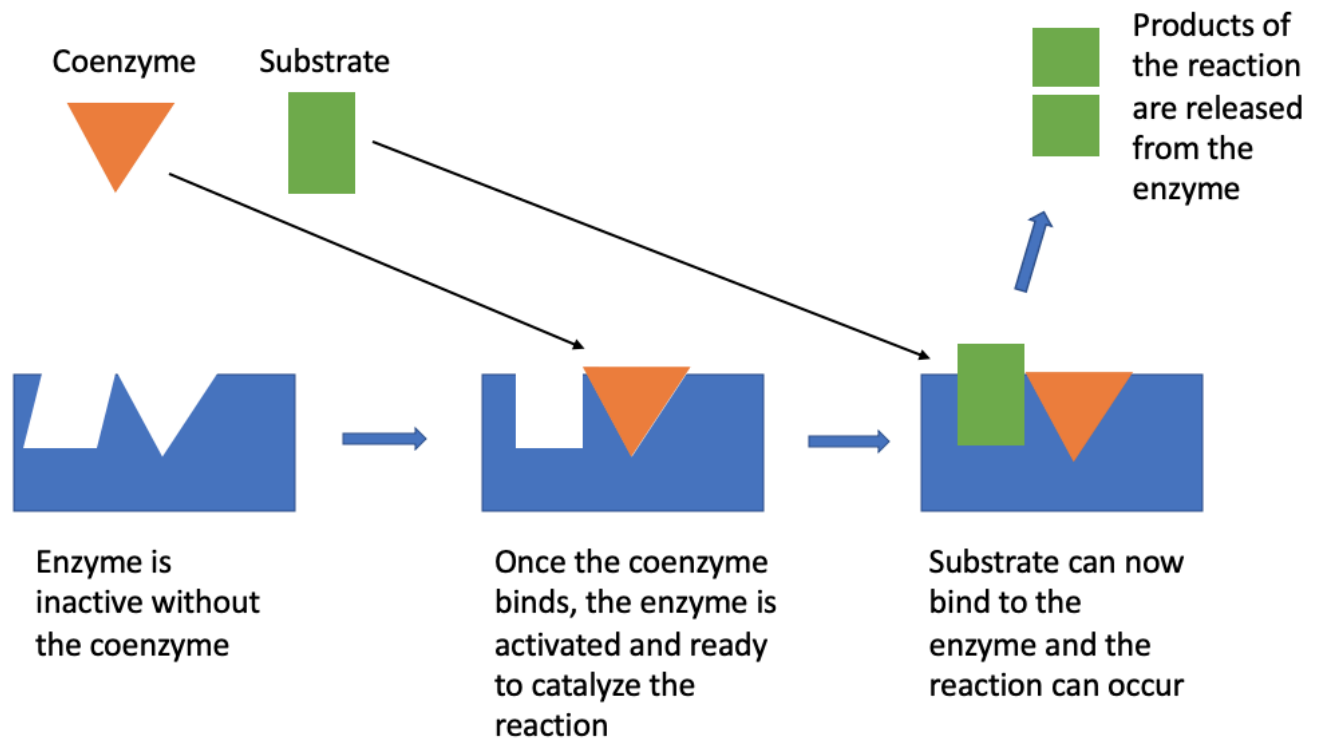 Coenzyme
Substrate
Products of
the reaction
are released
from the
enzyme
Enzyme is
inactive without
the coenzyme
Once the coenzyme
binds, the enzyme is
activated and ready
to catalyze the
reaction
Substrate can now
bind to the
enzyme and the
reaction can occur